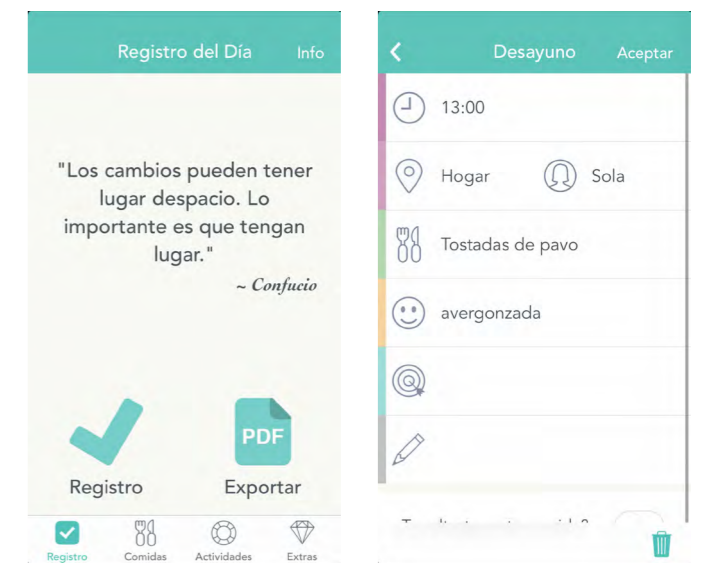 Registro del Día
Info
"Los cambios pueden tener
lugar despacio. Lo
importante es que tengan
lugar."
~ Confucio
PDF
Registro
Exportar
Registro
Comidas
Actividades
Extras
Desayuno
Aceptar
13:00
Hogar
Sola
Tostadas de pavo
avergonzada